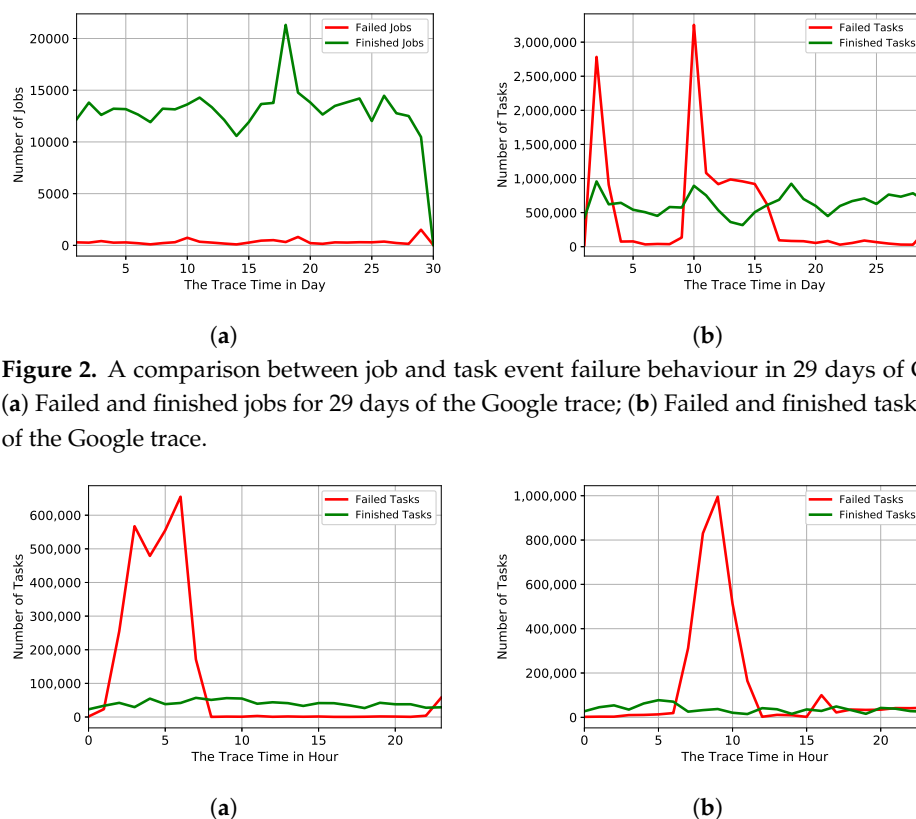 Failed Jobs
Finished Jobs
20000
15000
10000
5000
0
5 10 15 20 25 30
Number of Jobs
The Trace Time in Day
(a)
Failed Tasks
Finished Tasks
3,000,000
2,500,000
2,000,000
1,500,000
1,000,000
500,000
0
5 10 15 20 25
Number of Tasks
The Trace Time in Day
(b)
Figure 2. A comparison between job and task event failure behaviour in 29 days of
(a) Failed and finished jobs for 29 days of the Google trace; (b) Failed and finished task
of the Google trace.
Failed Tasks
Finished Tasks
600,000
500,000
400,000
300,000
200,000
100,000
0
0 5 10 15 20
Number of Tasks
The Trace Time in Hour
(a)
Failed Tasks
Finished Tasks
1,000,000
800,000
600,000
400,000
200,000
0
0 5 10 15 20
Number of Tasks
The Trace Time in Hour
(b)